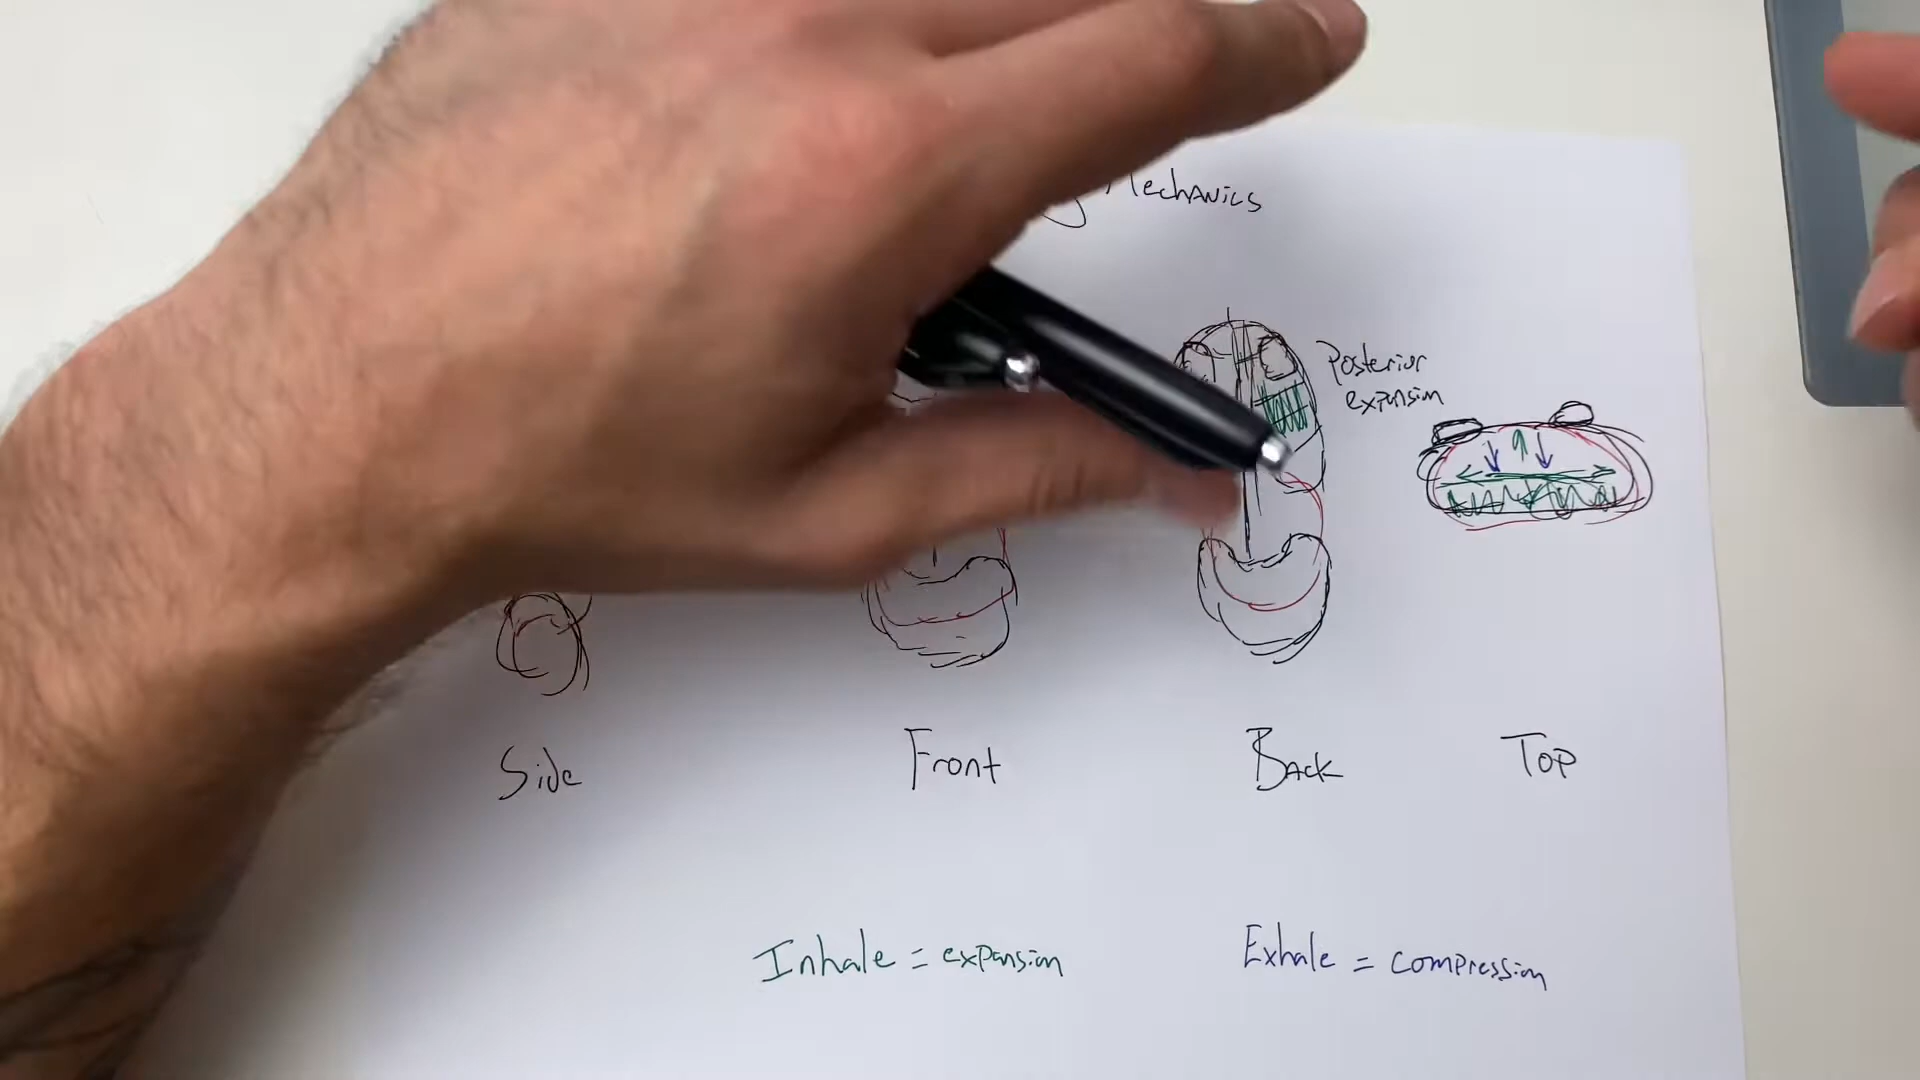 Mechanics
Posterior
expansion
Side
Front
Back
Top
Inhale = expansion
Exhale = compression